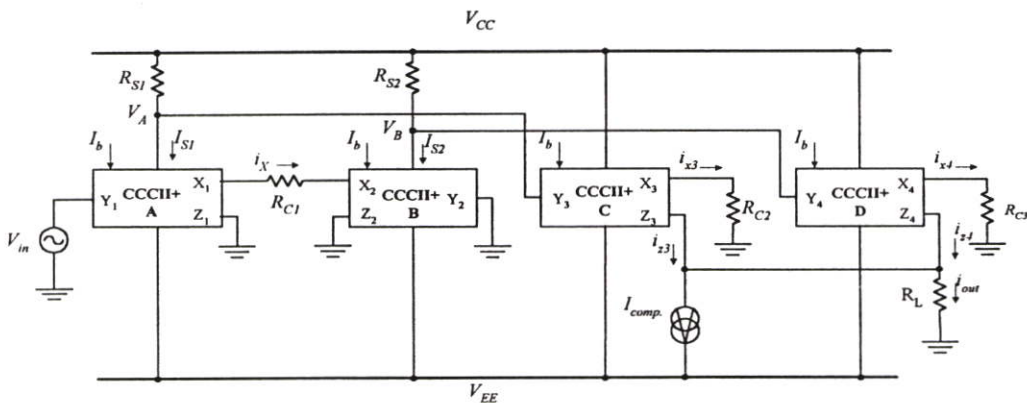 V_CC
R_S1
R_S2
V_A
V_B
I_b
I_S1
i_X
I_b
I_S2
I_b
i_x3
I_b
i_x4
CCCII+
X_1
R_C1
X_2
CCCII+
CCCII+
X_3
CCCII+
X_4
Y_1
A
Z_1
Z_2
B
Y_2
Y_3
C
Z_3
R_C2
Y_4
D
Z_4
R_C3
V_in
i_z3
i_z4
I_comp.
R_L
i_out
V_EE